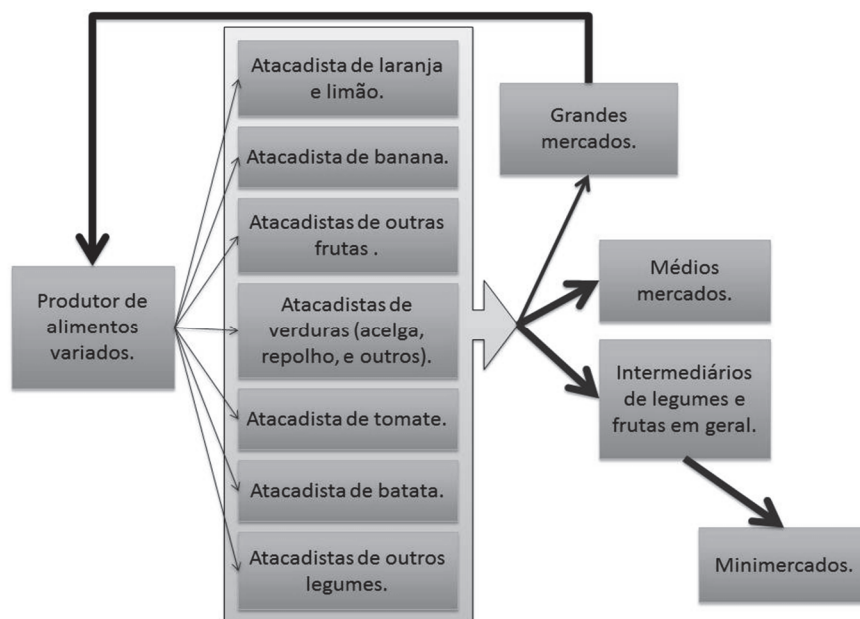 Produtor de
alimentos
variados.
Atacadista de laranja
e limão.
Atacadista de banana.
Atacadistas de outras
frutas .
Atacadistas de
verduras (acelga,
repolho, e outros).
Atacadista de tomate.
Atacadista de batata.
Atacadistas de outros
legumes.
Grandes
mercados.
Médios
mercados.
Intermediários
de legumes e
frutas em geral.
Minimercados.